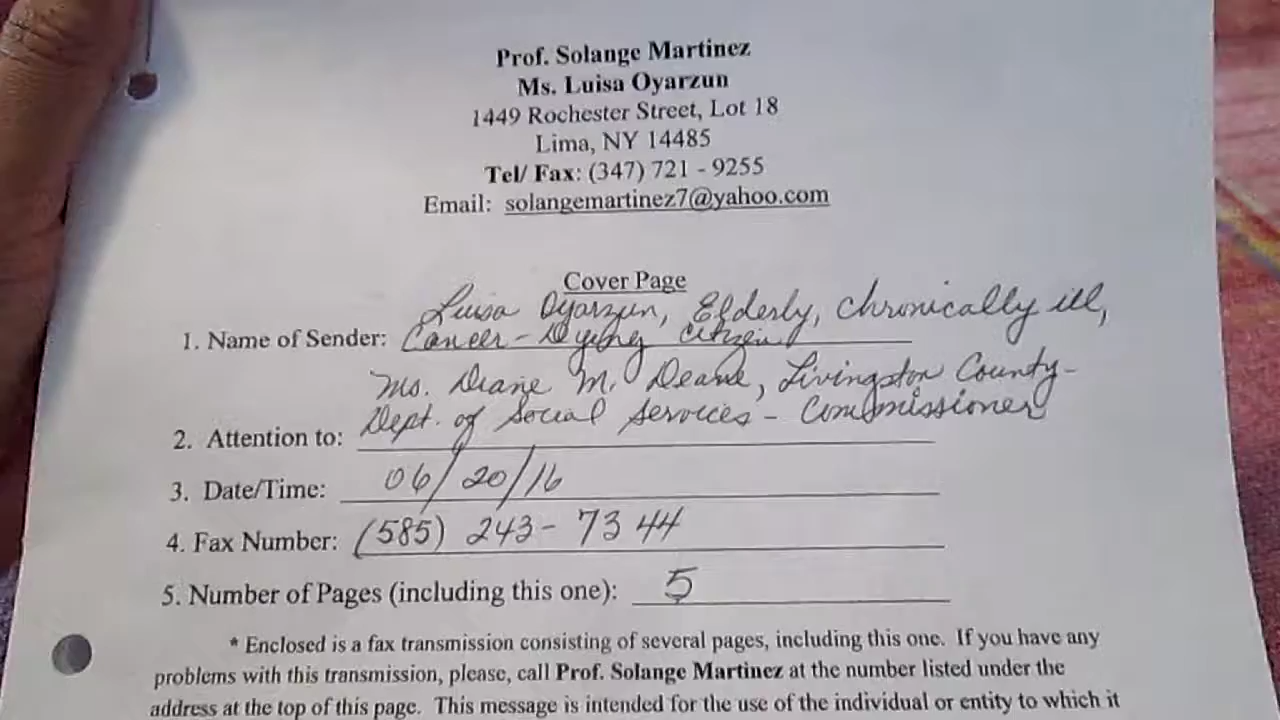 Prof. Solange Martinez
Ms. Luisa Oyarzun
1449 Rochester Street, Lot 18
Lima, NY 14485
Tel/ Fax: (347) 721 - 9255
Email: solangemartinez7@yahoo.com
Cover Page
Luisa Oyarzun, Elderly, Chronically ill,
1. Name of Sender: Cancer-Dying Citizen
Ms. Diane M. Deane, Livingston County-
Dept. of Social Services - Commissioner
2. Attention to:
3. Date/Time: 06/20/16
4. Fax Number: (585) 243-7344
5. Number of Pages (including this one): 5
* Enclosed is a fax transmission consisting of several pages, including this one. If you have any
problems with this transmission, please, call Prof. Solange Martinez at the number listed under the
address at the top of this page. This message is intended for the use of the individual or entity to which it